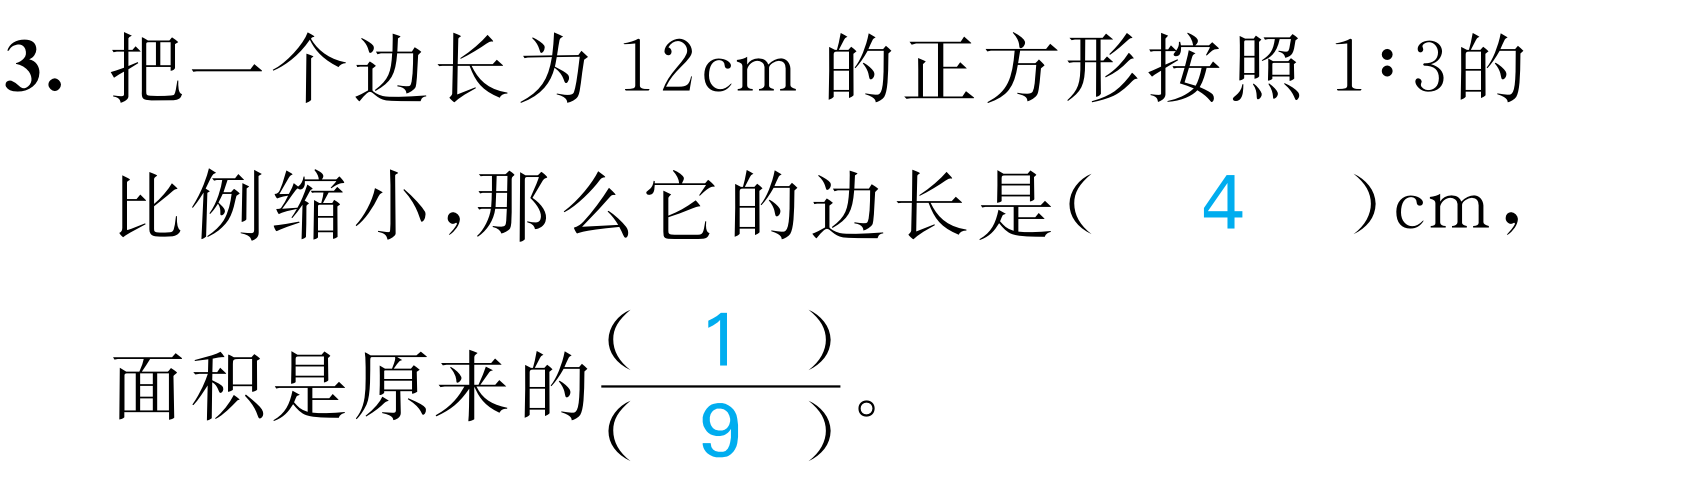 3. 把一个边长为 12cm 的正方形按照 1∶3的
比例缩小,那么它的边长是( 4 )cm,
面积是原来的( 1 )/( 9 )。